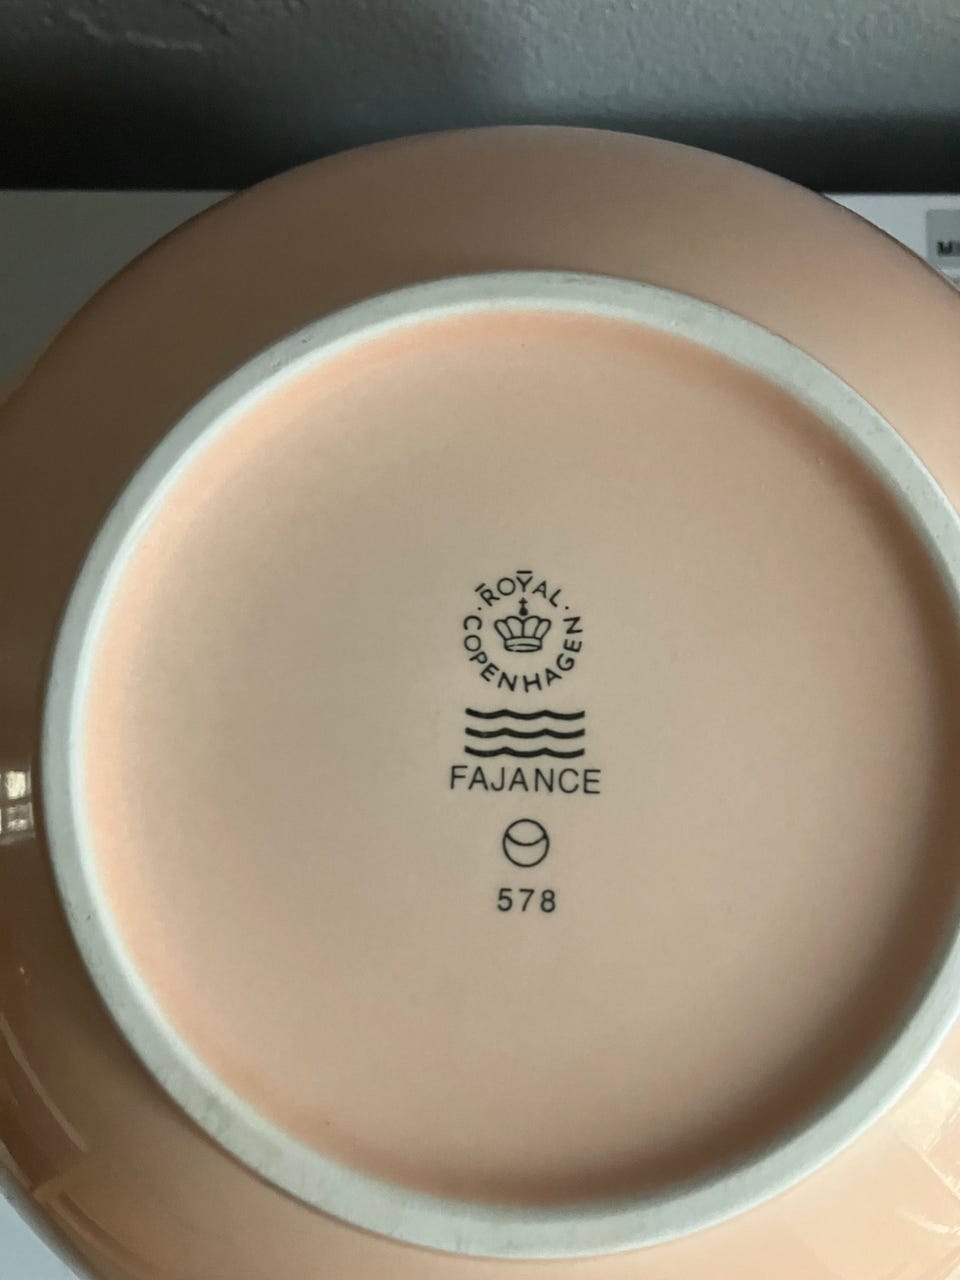 ROYAL
COPENHAGEN
FAJANCE
578